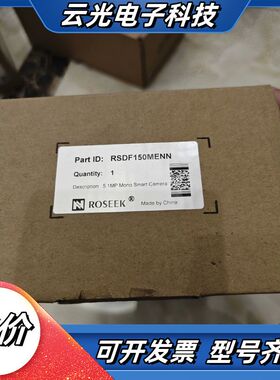 云光电子科技
Part ID: RSDF150MENN
Quantity: 1
Description: 5.1MP Mono Smart Camera
ROSEEK®
Made by China
价
可开发票 型号齐